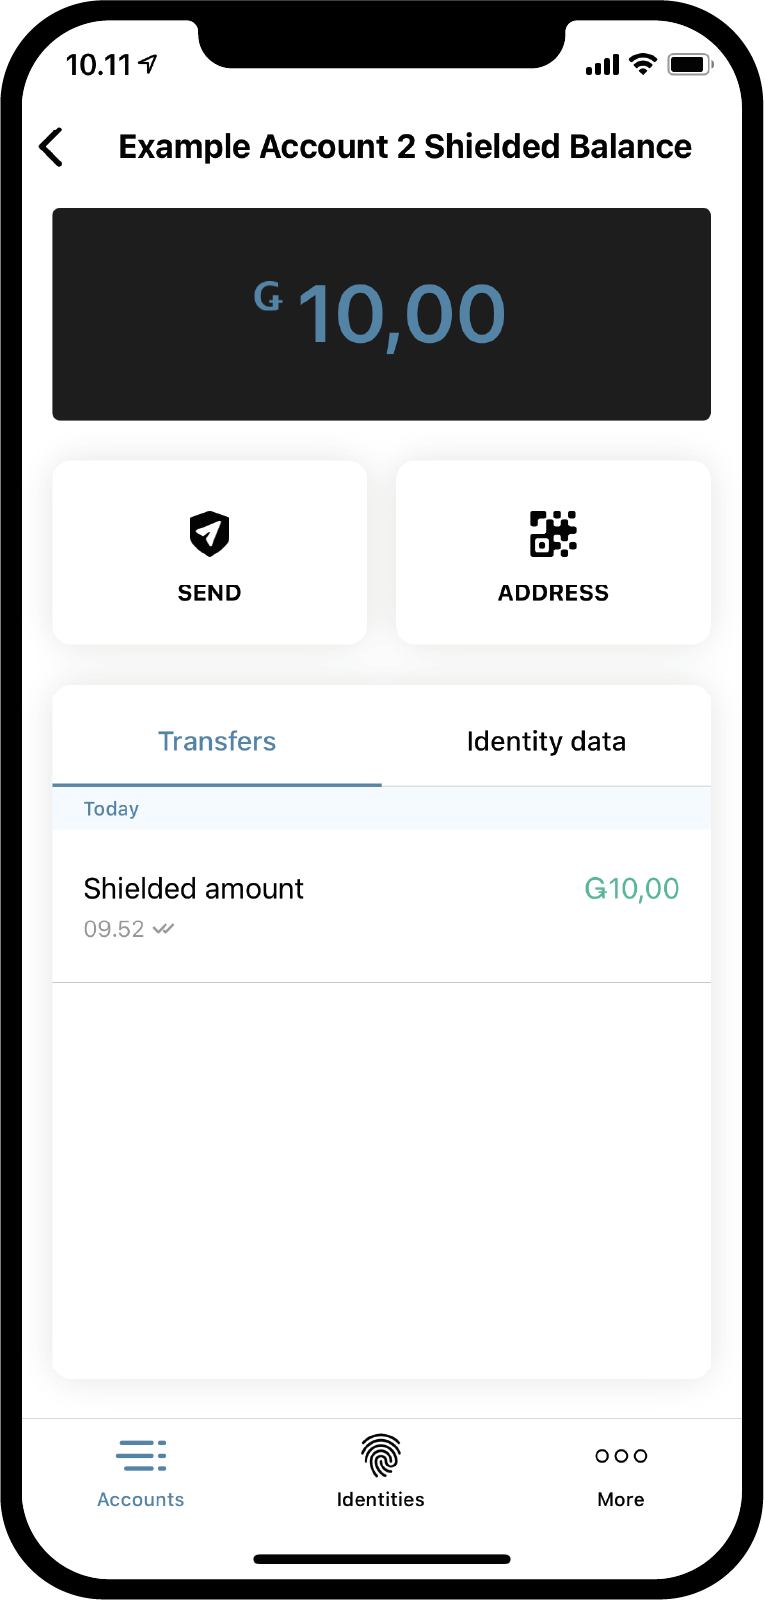 10.11
Example Account 2 Shielded Balance
Ǥ 10,00
SEND
ADDRESS
Transfers
Identity data
Today
Shielded amount
Ǥ10,00
09.52
Accounts
Identities
More